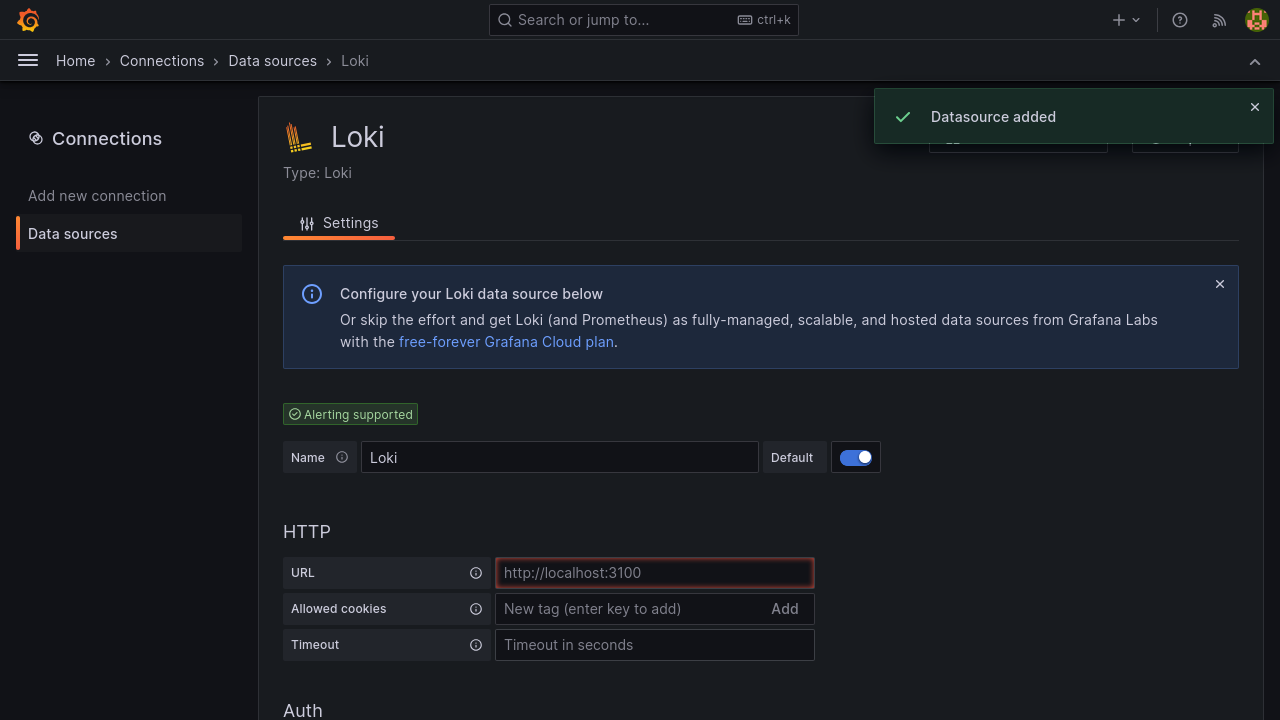 Search or jump to...
ctrl+k
Home
Connections
Data sources
Loki
Datasource added
Connections
Add new connection
Data sources
Loki
Type: Loki
Settings
Configure your Loki data source below
Or skip the effort and get Loki (and Prometheus) as fully-managed, scalable, and hosted data sources from Grafana Labs
with the free-forever Grafana Cloud plan.
Alerting supported
Name
Loki
Default
HTTP
URL
http://localhost:3100
Allowed cookies
New tag (enter key to add)
Add
Timeout
Timeout in seconds
Auth